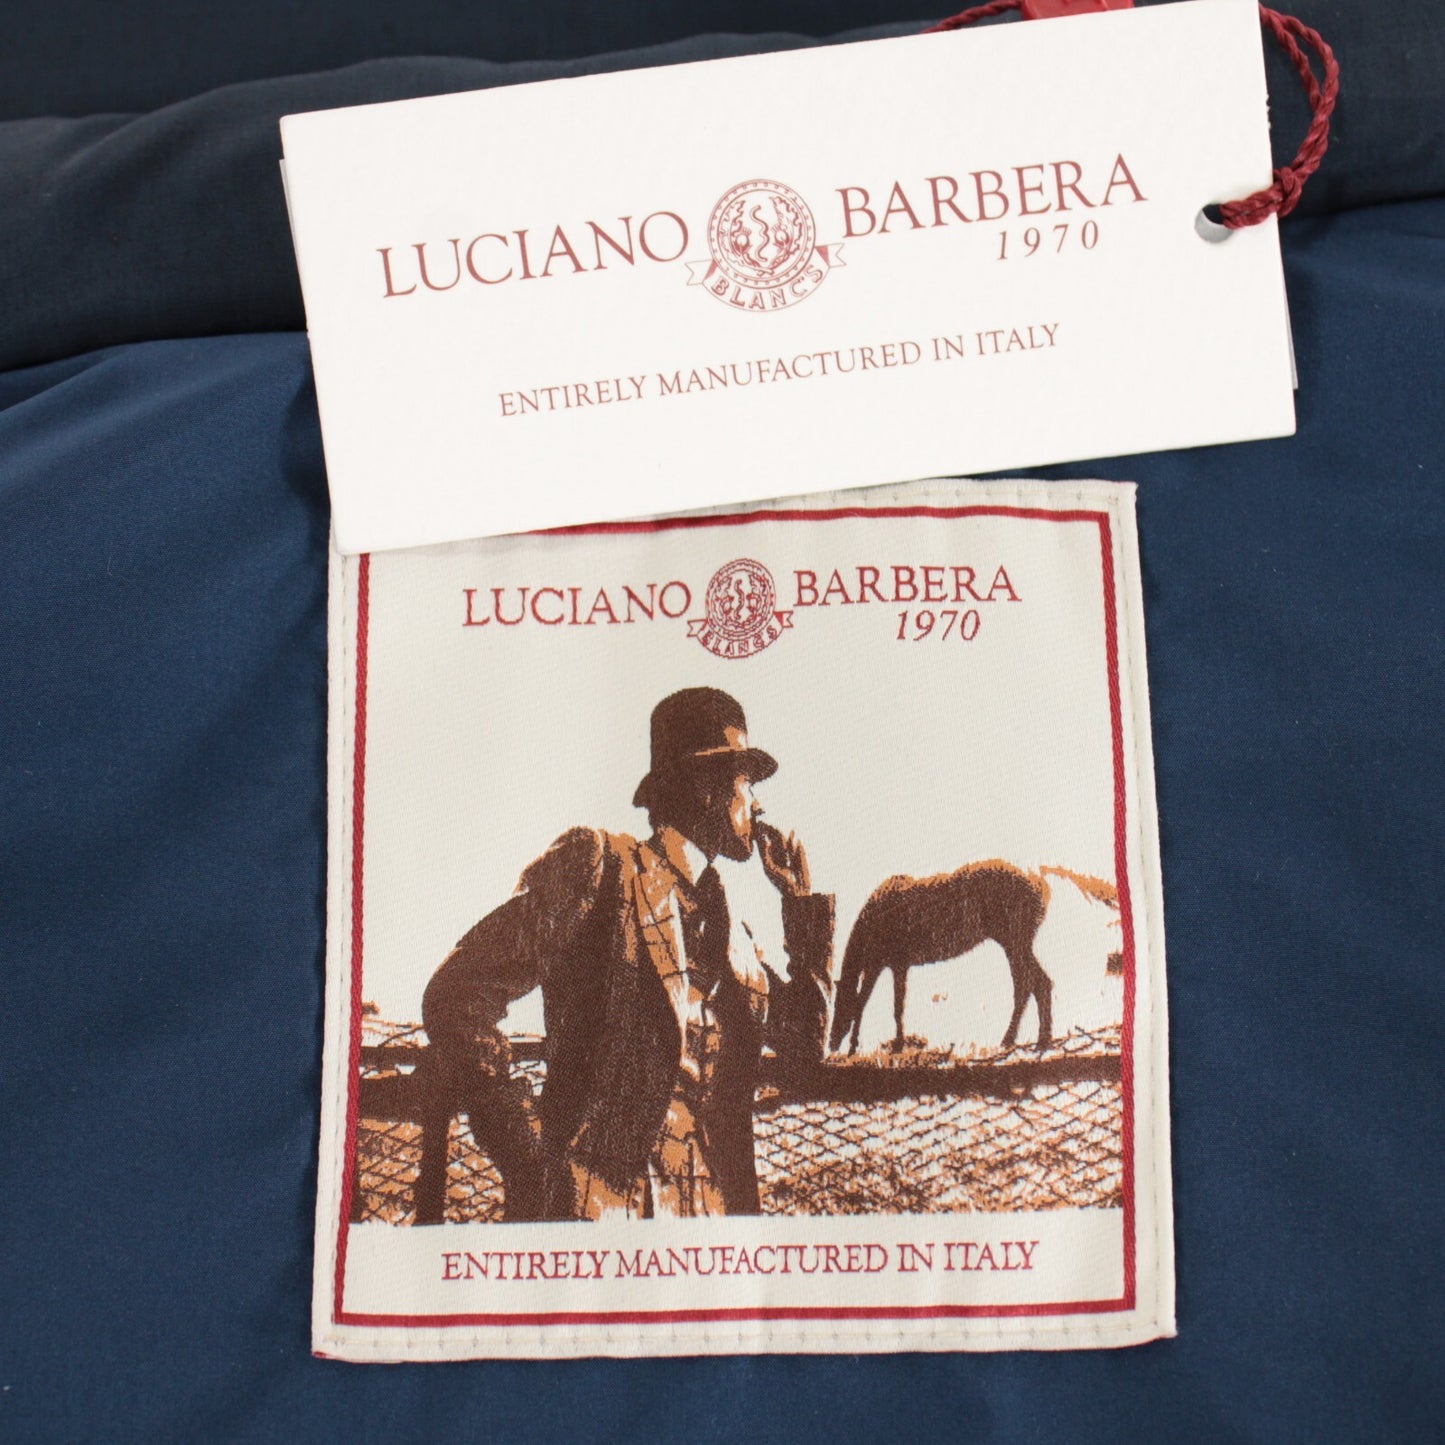 LUCIANO BARBERA
1970
BLANC'S
ENTIRELY MANUFACTURED IN ITALY
LUCIANO BARBERA
1970
BLANC'S
ENTIRELY MANUFACTURED IN ITALY